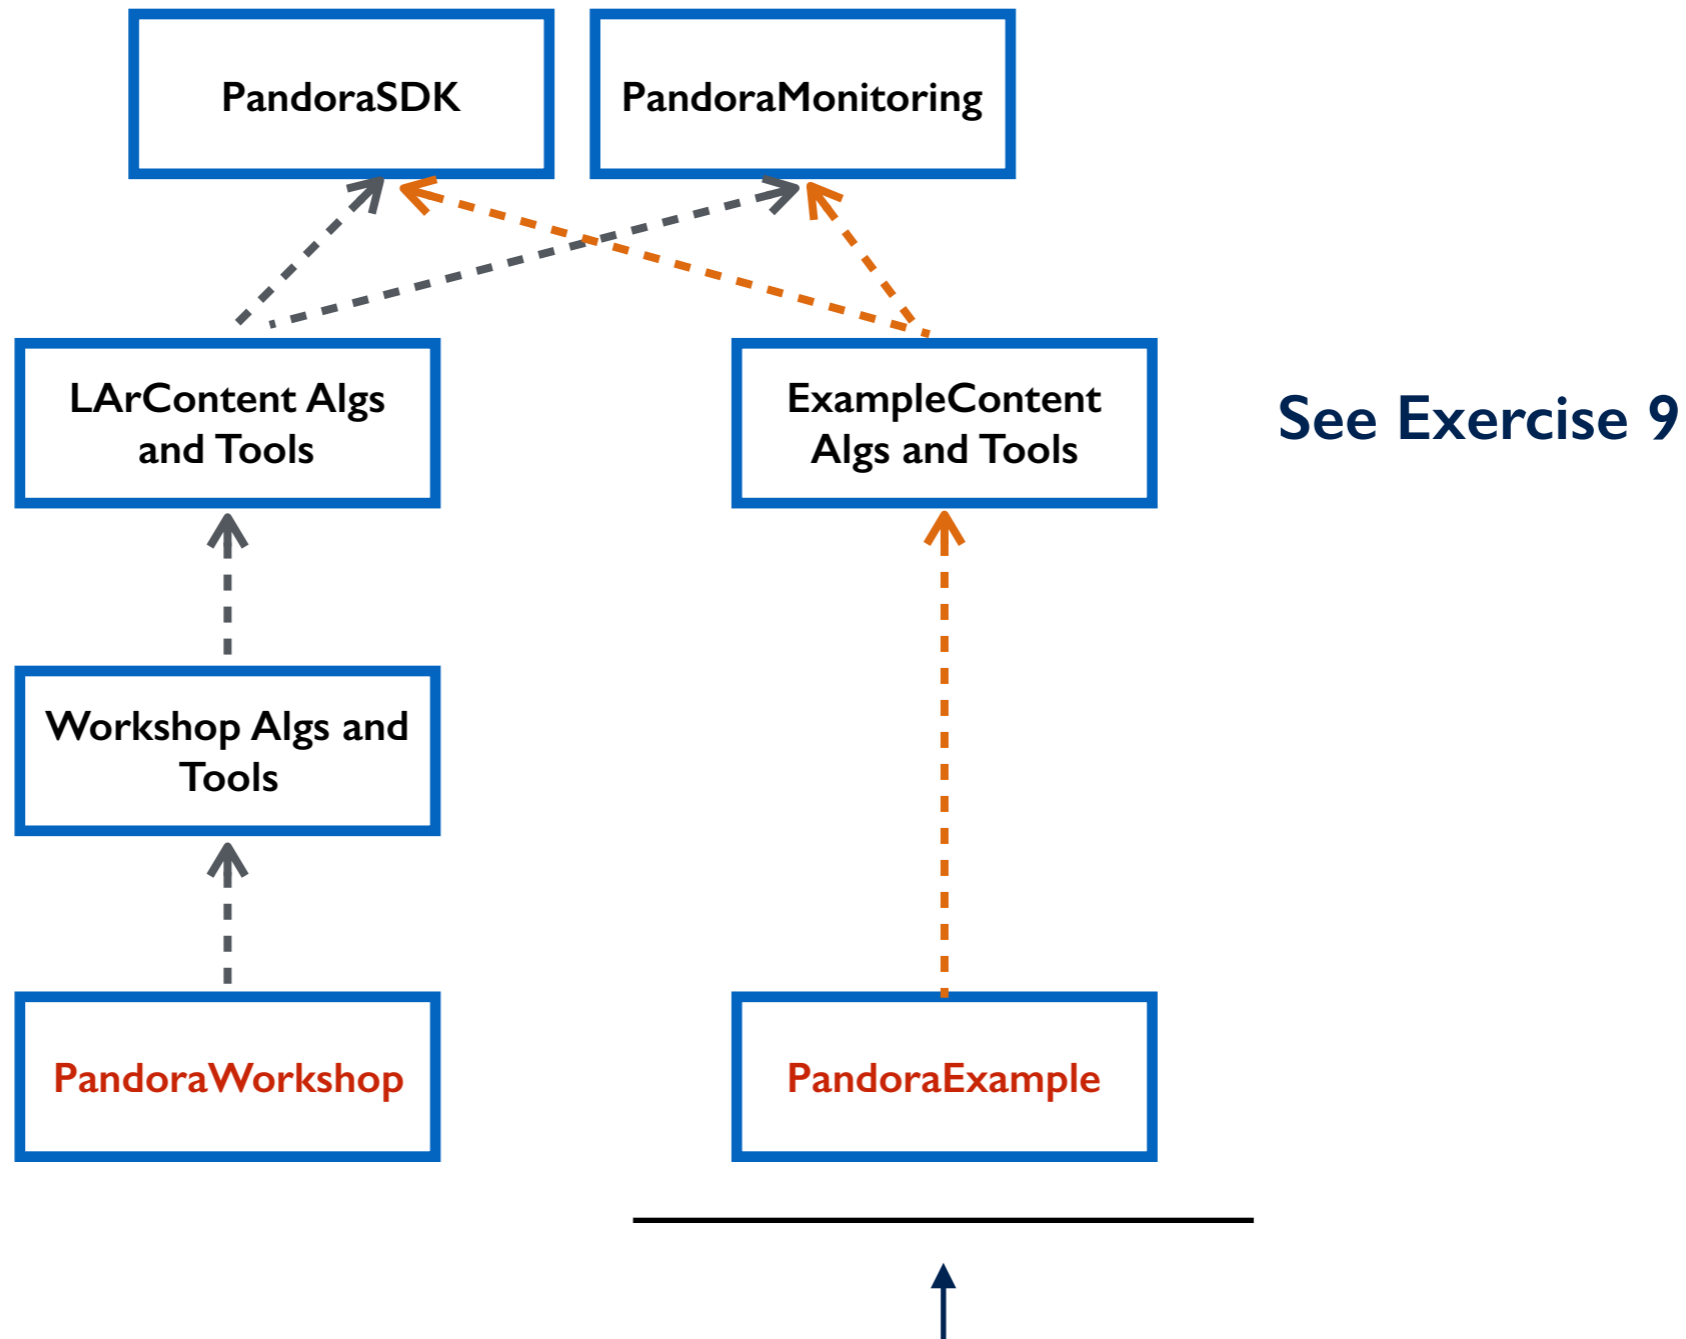 PandoraSDK
PandoraMonitoring
LArContent Algs
and Tools
ExampleContent
Algs and Tools
See Exercise 9
Workshop Algs and
Tools
PandoraWorkshop
PandoraExample